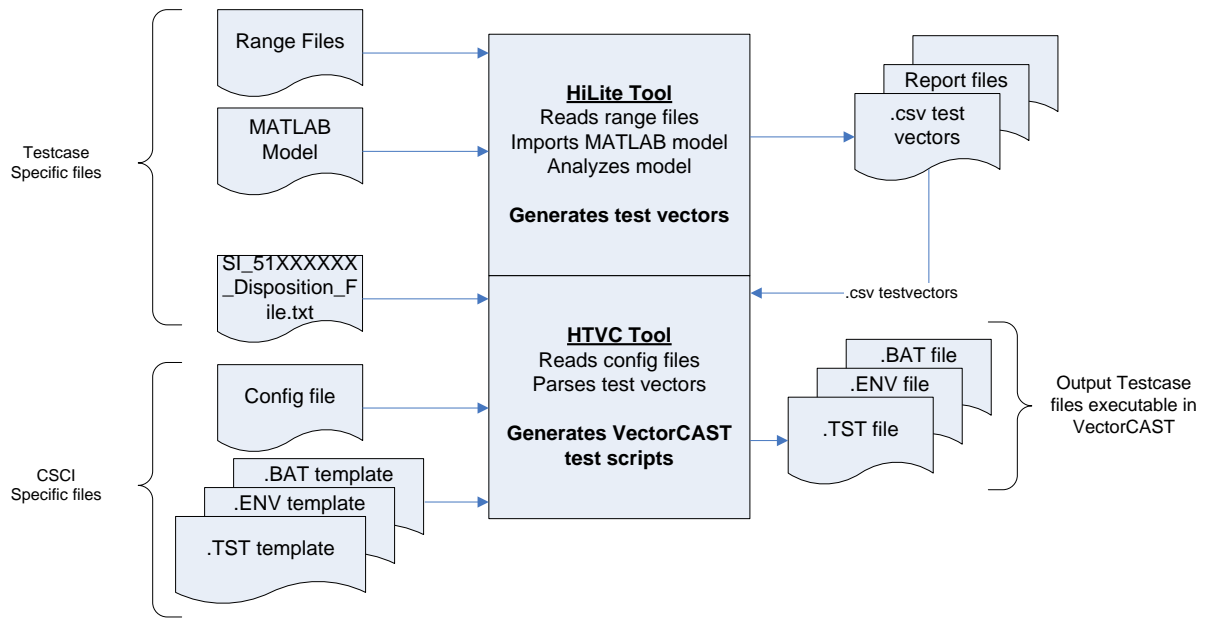 Testcase
Specific files
Range Files
MATLAB
Model
SI_51XXXXXX
_Disposition_F
ile.txt
HiLite Tool
Reads range files
Imports MATLAB model
Analyzes model
Generates test vectors
Report files
.csv test
vectors
.csv testvectors
CSCI
Specific files
Config file
.BAT template
.ENV template
.TST template
HTVC Tool
Reads config files
Parses test vectors
Generates VectorCAST
test scripts
.BAT file
.ENV file
.TST file
Output Testcase
files executable in
VectorCAST